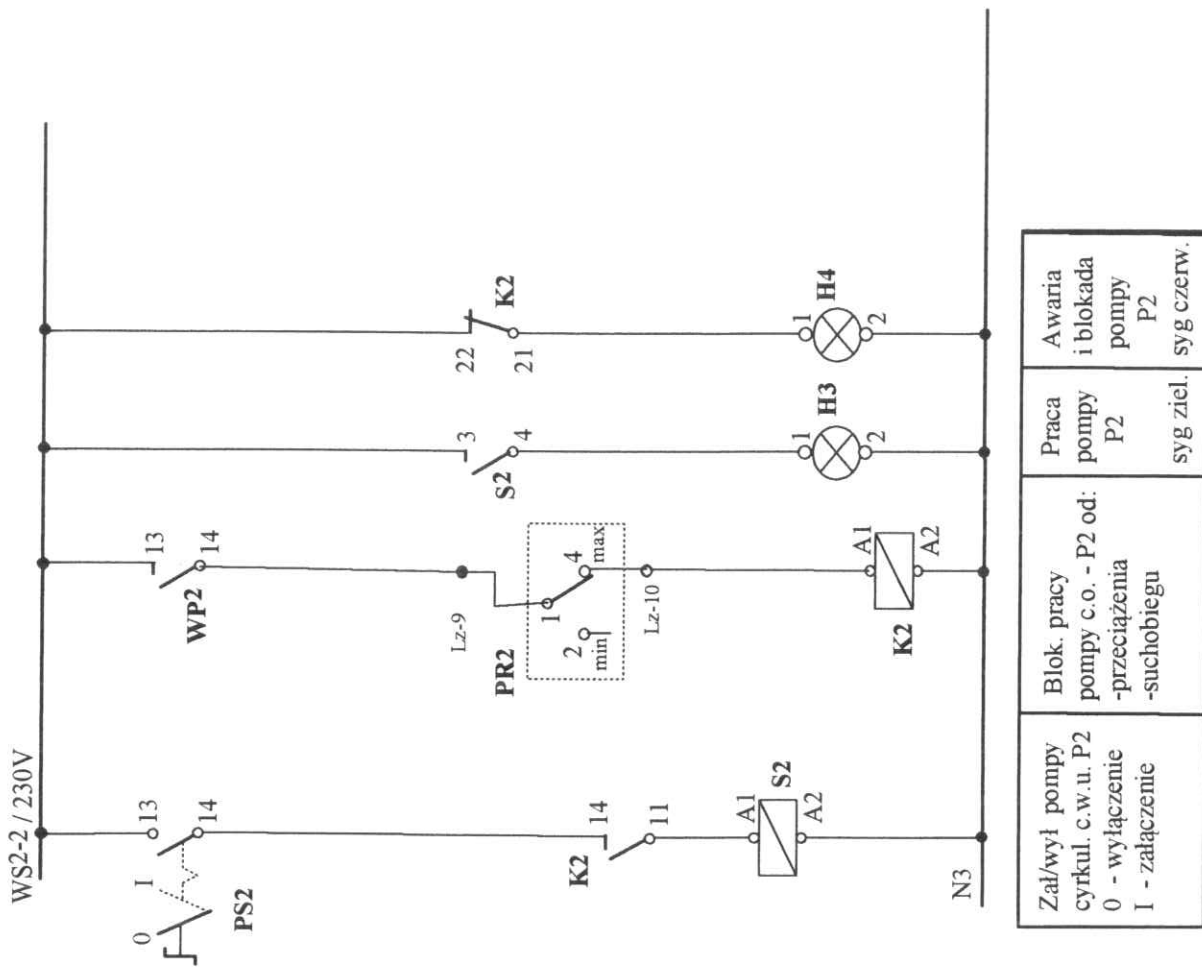 WS2-2 / 230V
0
I
PS2
13
14
K2
14
11
A1
S2
A2
N3
13
14
WP2
Lz-9
PR2
1
2
4
min
max
Lz-10
A1
A2
K2
3
4
S2
1
H3
2
22
21
K2
1
H4
2
Zał/wył pompy
cyrkul. c.w.u. P2
0 - wyłączenie
I - załączenie
Blok. pracy
pompy c.o. - P2 od:
-przeciążenia
-suchobiegu
Praca
pompy
P2
syg ziel.
Awaria
i blokada
pompy
P2
syg czerw.